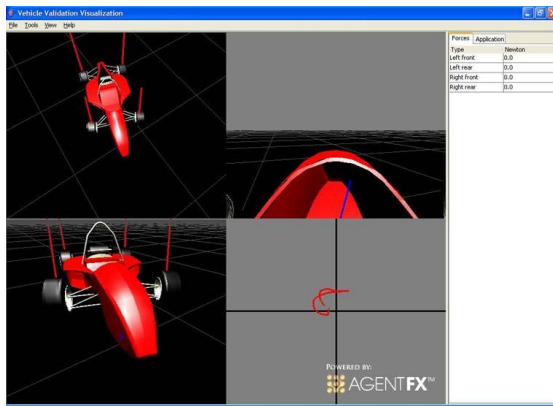 Vehicle Validation Visualization
File Tools View Help
Forces Application
Type Newton
Left front 0.0
Left rear 0.0
Right front 0.0
Right rear 0.0
POWERED BY:
AGENTFX™